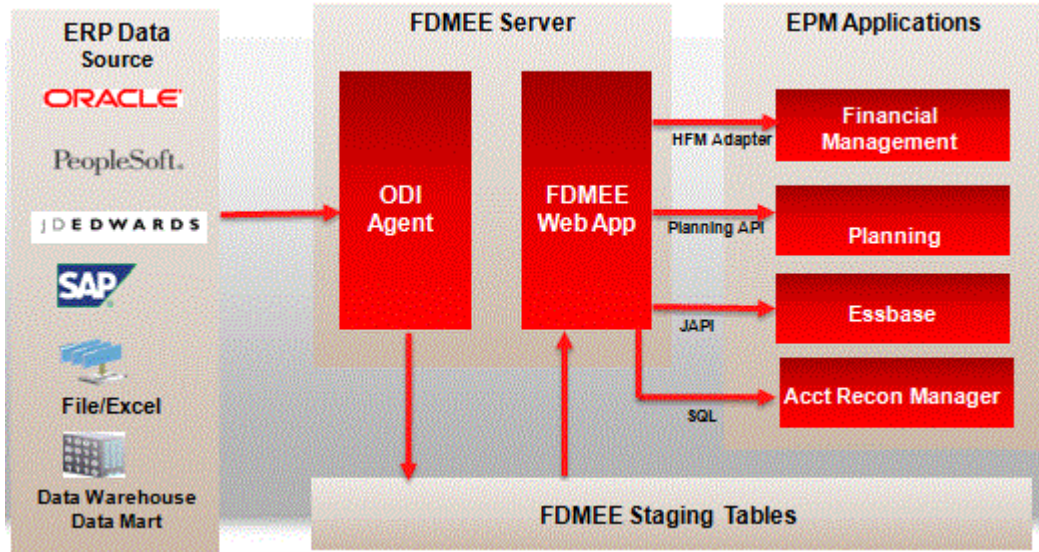 ERP Data
Source
ORACLE
PeopleSoft.
JDEDWARDS
SAP
File/Excel
Data Warehouse
Data Mart
FDMEE Server
ODI
Agent
FDMEE
Web App
HFM Adapter
Planning API
JAPI
SQL
EPM Applications
Financial
Management
Planning
Essbase
Acct Recon Manager
FDMEE Staging Tables